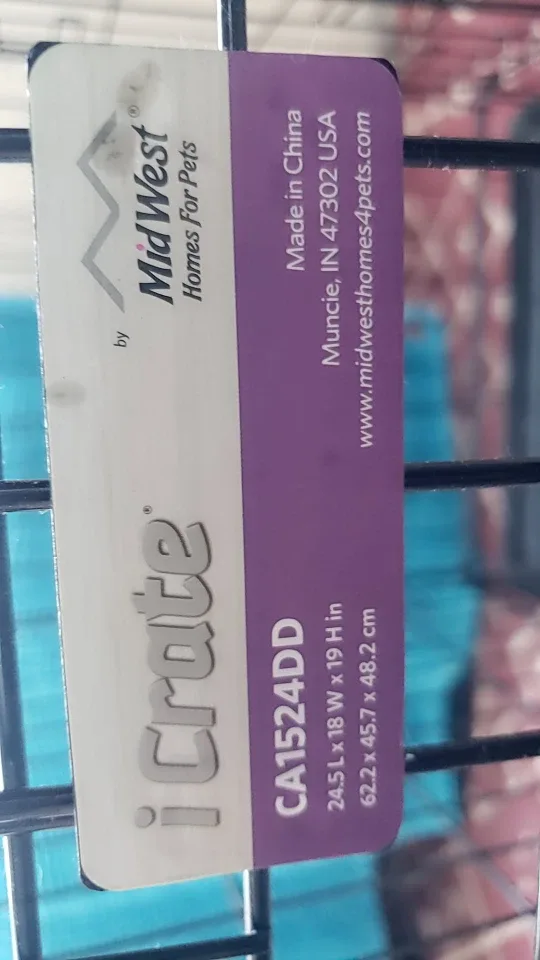 i crate®
by MidWest®
Homes For Pets
CA1524DD
24.5 L x 18 W x 19 H in
62.2 x 45.7 x 48.2 cm
Made in China
Muncie, IN 47302 USA
www.midwesthomes4pets.com